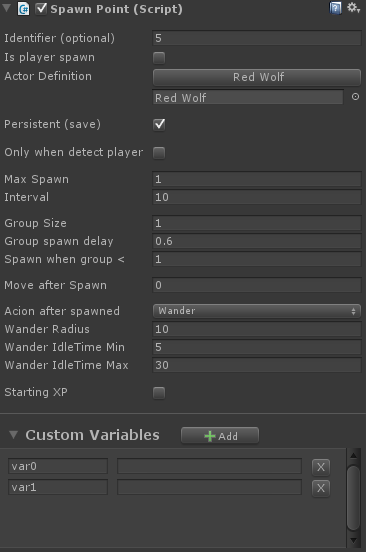 Spawn Point (Script)
Identifier (optional) 5
Is player spawn
Actor Definition Red Wolf
Red Wolf
Persistent (save)
Only when detect player
Max Spawn 1
Interval 10
Group Size 1
Group spawn delay 0.6
Spawn when group < 1
Move after Spawn 0
Acion after spawned Wander
Wander Radius 10
Wander IdleTime Min 5
Wander IdleTime Max 30
Starting XP
Custom Variables Add
var0 X
var1 X